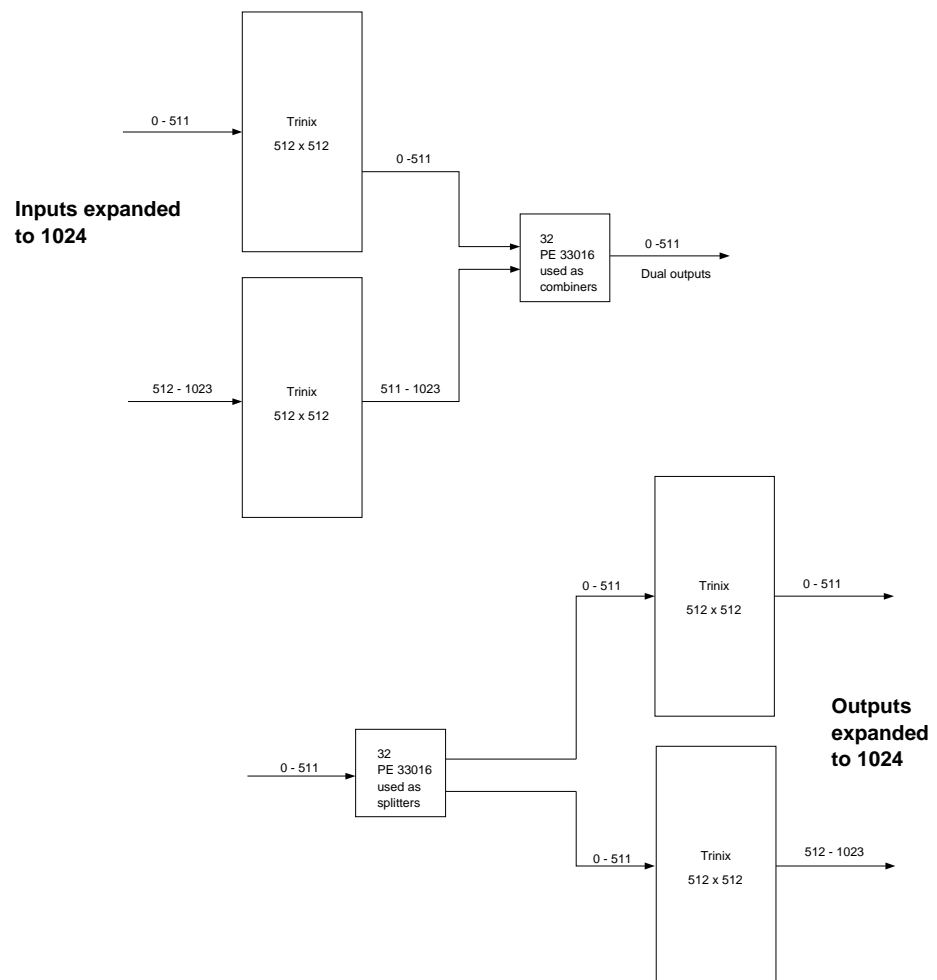 0 - 511
Trinix
512 x 512
0 -511
Inputs expanded
to 1024
32
PE 33016
used as
combiners
0 -511
Dual outputs
512 - 1023
Trinix
512 x 512
511 - 1023
0 - 511
Trinix
512 x 512
0 - 511
Outputs
expanded
to 1024
0 - 511
32
PE 33016
used as
splitters
0 - 511
Trinix
512 x 512
512 - 1023